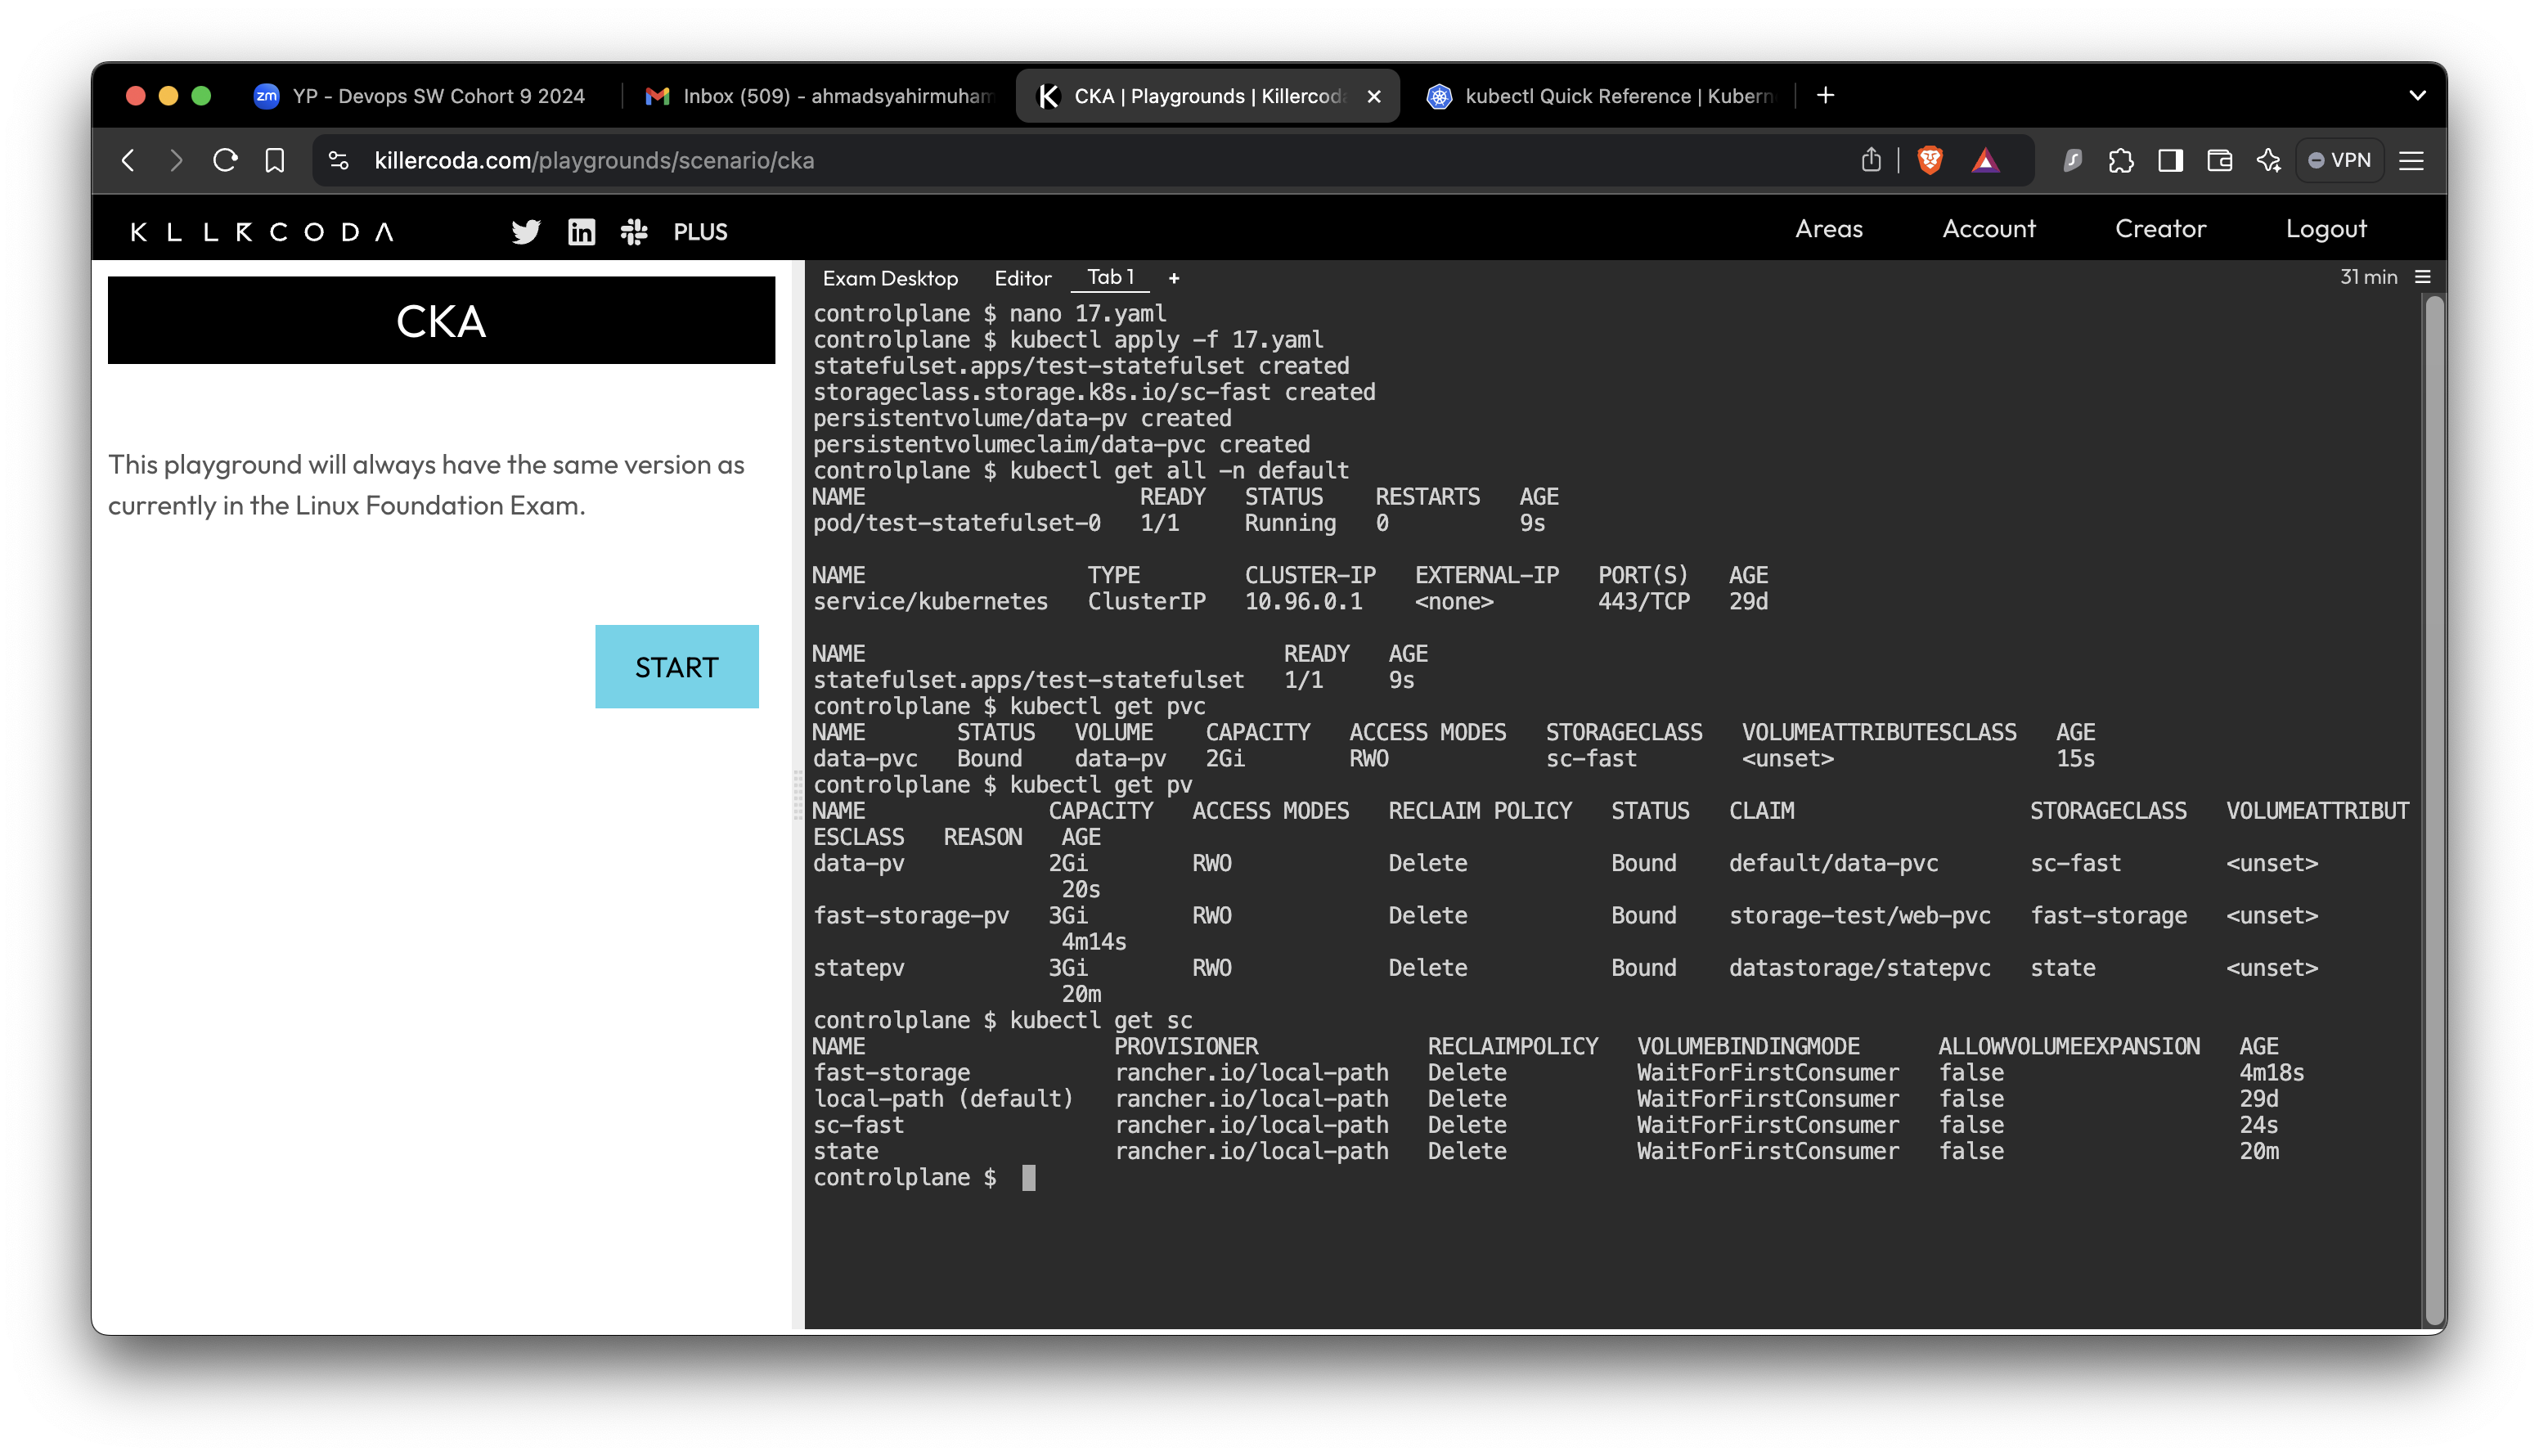 YP - Devops SW Cohort 9 2024
Inbox (509) - ahmadsyahirmuham
CKA | Playgrounds | Killercoda
kubectl Quick Reference | Kubern
killercoda.com/playgrounds/scenario/cka
VPN
KLLRCODA
PLUS
Areas Account Creator Logout
CKA
This playground will always have the same version as
currently in the Linux Foundation Exam.
START
Exam Desktop Editor Tab 1 +
31 min
controlplane $ nano 17.yaml
controlplane $ kubectl apply -f 17.yaml
statefulset.apps/test-statefulset created
storageclass.storage.k8s.io/sc-fast created
persistentvolume/data-pv created
persistentvolumeclaim/data-pvc created
controlplane $ kubectl get all -n default
NAME READY STATUS RESTARTS AGE
pod/test-statefulset-0 1/1 Running 0 9s
NAME TYPE CLUSTER-IP EXTERNAL-IP PORT(S) AGE
service/kubernetes ClusterIP 10.96.0.1 <none> 443/TCP 29d
NAME READY AGE
statefulset.apps/test-statefulset 1/1 9s
controlplane $ kubectl get pvc
NAME STATUS VOLUME CAPACITY ACCESS MODES STORAGECLASS VOLUMEATTRIBUTESCLASS AGE
data-pvc Bound data-pv 2Gi RWO sc-fast <unset> 15s
controlplane $ kubectl get pv
NAME CAPACITY ACCESS MODES RECLAIM POLICY STATUS CLAIM STORAGECLASS VOLUMEATTRIBUT
ESCLASS REASON AGE
data-pv 2Gi RWO Delete Bound default/data-pvc sc-fast <unset>
20s
fast-storage-pv 3Gi RWO Delete Bound storage-test/web-pvc fast-storage <unset>
4m14s
statepv 3Gi RWO Delete Bound datastorage/statepvc state <unset>
20m
controlplane $ kubectl get sc
NAME PROVISIONER RECLAIMPOLICY VOLUMEBINDINGMODE ALLOWVOLUMEEXPANSION AGE
fast-storage rancher.io/local-path Delete WaitForFirstConsumer false 4m18s
local-path (default) rancher.io/local-path Delete WaitForFirstConsumer false 29d
sc-fast rancher.io/local-path Delete WaitForFirstConsumer false 24s
state rancher.io/local-path Delete WaitForFirstConsumer false 20m
controlplane $